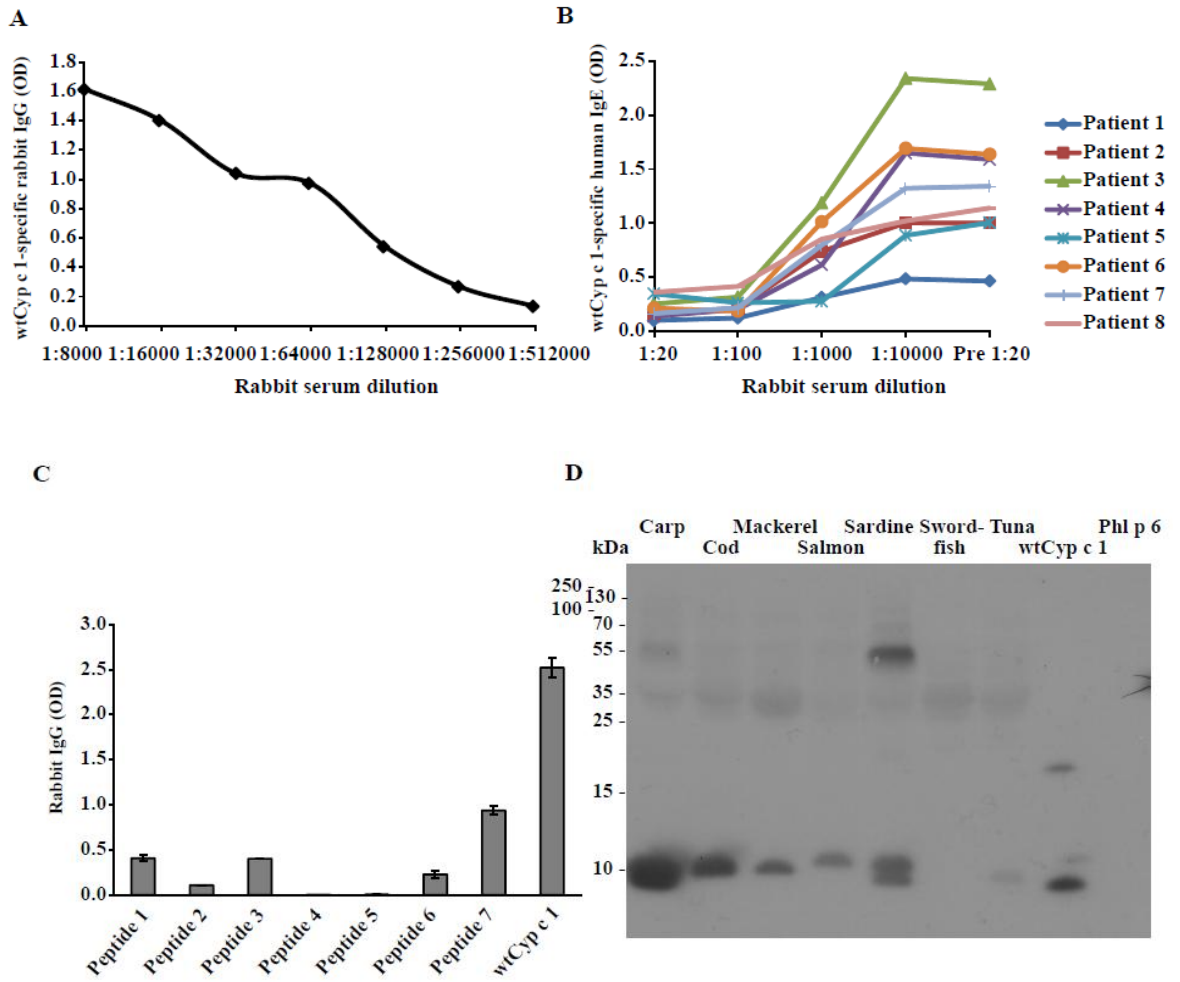 A
wtCyp c 1-specific rabbit IgG (OD)
1.8
1.6
1.4
1.2
1.0
0.8
0.6
0.4
0.2
0.0
1:8000 1:16000 1:32000 1:64000 1:128000 1:256000 1:512000
Rabbit serum dilution
B
wtCyp c 1-specific human IgE (OD)
2.5
2.0
1.5
1.0
0.5
0.0
1:20 1:100 1:1000 1:10000 Pre 1:20
Rabbit serum dilution
Patient 1
Patient 2
Patient 3
Patient 4
Patient 5
Patient 6
Patient 7
Patient 8
C
Rabbit IgG (OD)
3.0
2.5
2.0
1.5
1.0
0.5
0.0
Peptide 1
Peptide 2
Peptide 3
Peptide 4
Peptide 5
Peptide 6
Peptide 7
wtCyp c 1
D
Carp Mackerel Sardine Sword- Tuna Phl p 6
kDa Cod Salmon fish wtCyp c 1
250 -
130 -
100 -
70 -
55 -
35 -
25 -
15 -
10 -